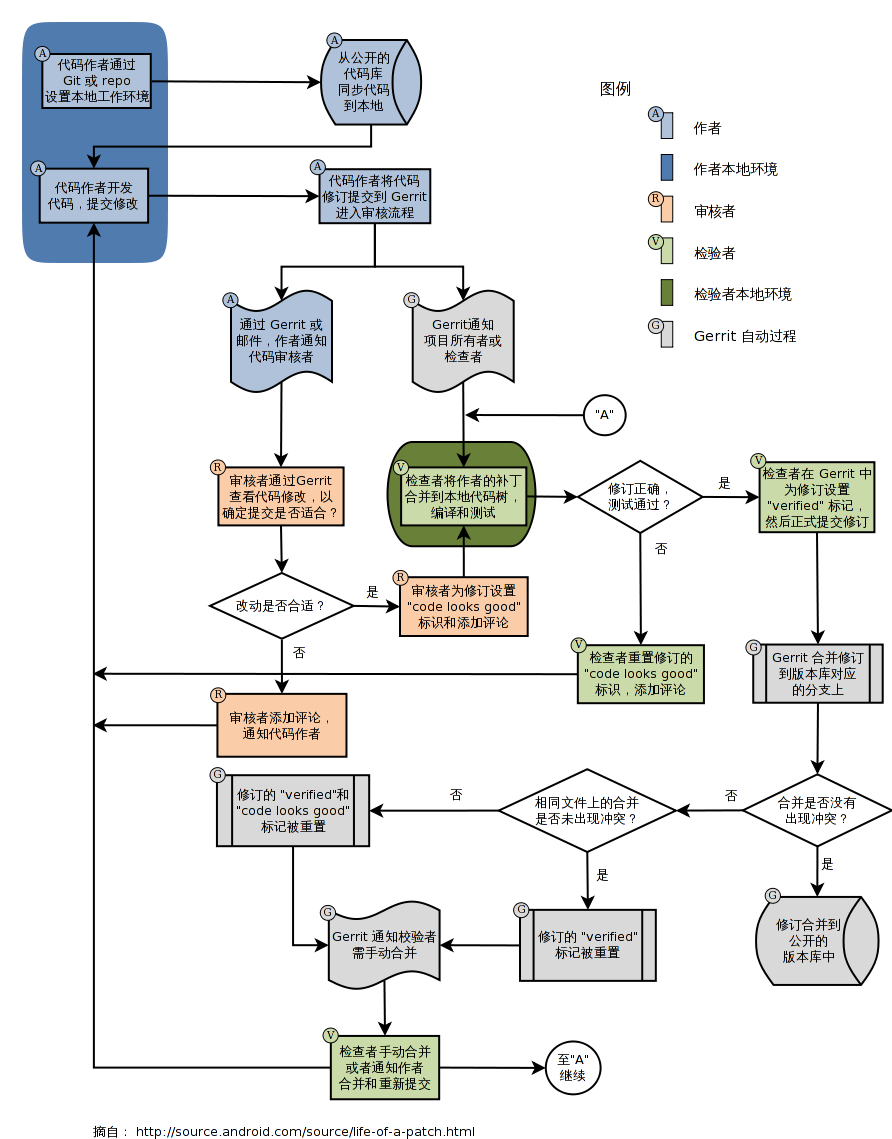 A
代码作者通过
Git 或 repo
设置本地工作环境
A
从公开的
代码库
同步代码
到本地
图例
A
作者
作者本地环境
R
审核者
V
检验者
检验者本地环境
G
Gerrit 自动过程
A
代码作者开发
代码，提交修改
A
代码作者将代码
修订提交到 Gerrit
进入审核流程
A
通过 Gerrit 或
邮件，作者通知
代码审核者
G
Gerrit通知
项目所有者或
检查者
"A"
R
审核者通过Gerrit
查看代码修改，以
确定提交是否适合？
V
检查者将作者的补丁
合并到本地代码树，
编译和测试
修订正确，
测试通过？
是
否
V
检查者在 Gerrit 中
为修订设置
"verified" 标记，
然后正式提交修订
改动是否合适？
是
否
R
审核者为修订设置
"code looks good"
标识和添加评论
V
检查者重置修订的
"code looks good"
标识，添加评论
G
Gerrit 合并修订
到版本库对应
的分支上
R
审核者添加评论，
通知代码作者
G
修订的 "verified"和
"code looks good"
标记被重置
否
相同文件上的合并
是否未出现冲突？
否
合并是否没有
出现冲突？
是
是
G
Gerrit 通知校验者
需手动合并
G
修订的 "verified"
标记被重置
G
修订合并到
公开的
版本库中
V
检查者手动合并
或者通知作者
合并和重新提交
至"A"
继续
摘自： http://source.android.com/source/life-of-a-patch.html